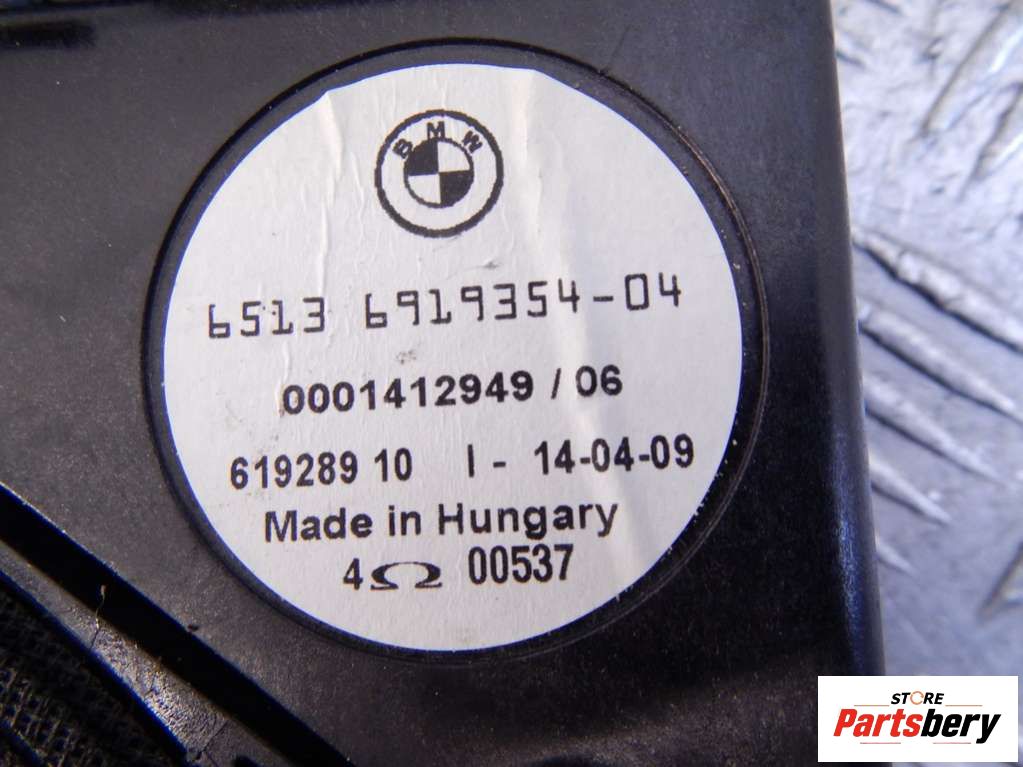 BMW
6513 6919354-04
0001412949 / 06
619289 10 I - 14-04-09
Made in Hungary
4Ω 00537
STORE
Partsbery